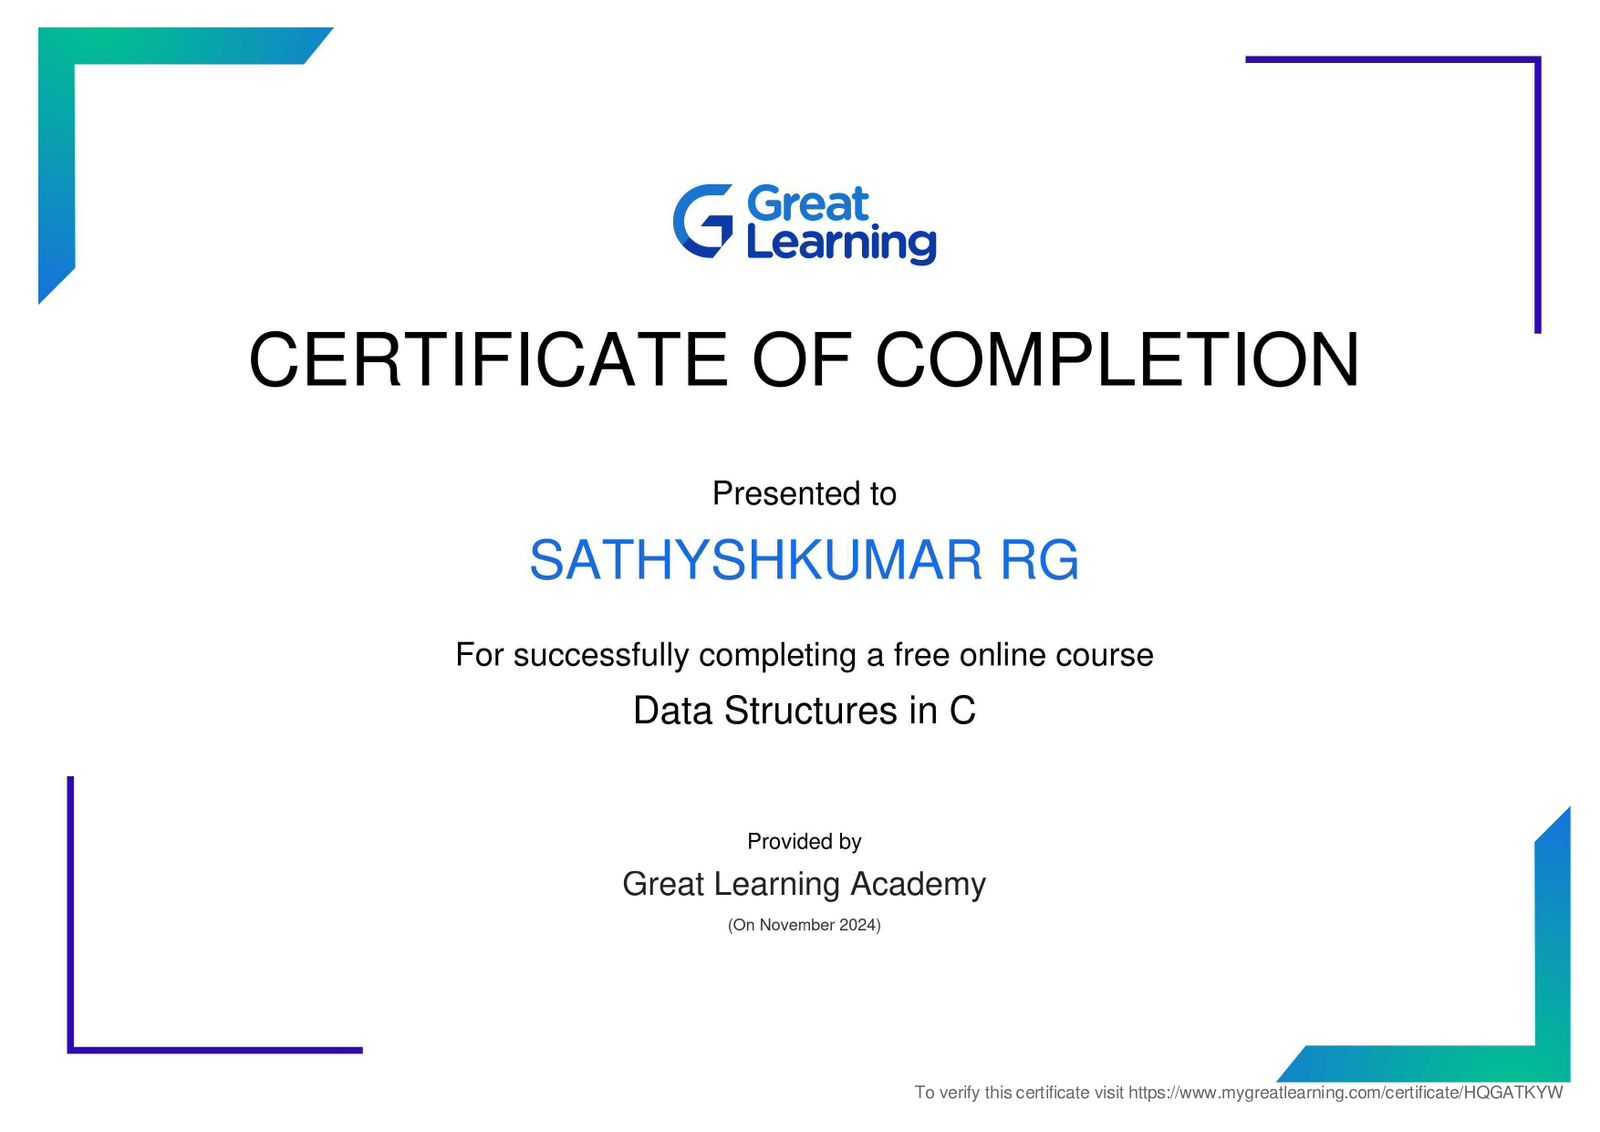 Great
Learning
CERTIFICATE OF COMPLETION
Presented to
SATHYSHKUMAR RG
For successfully completing a free online course
Data Structures in C
Provided by
Great Learning Academy
(On November 2024)
To verify this certificate visit https://www.mygreatlearning.com/certificate/HQGATKYW